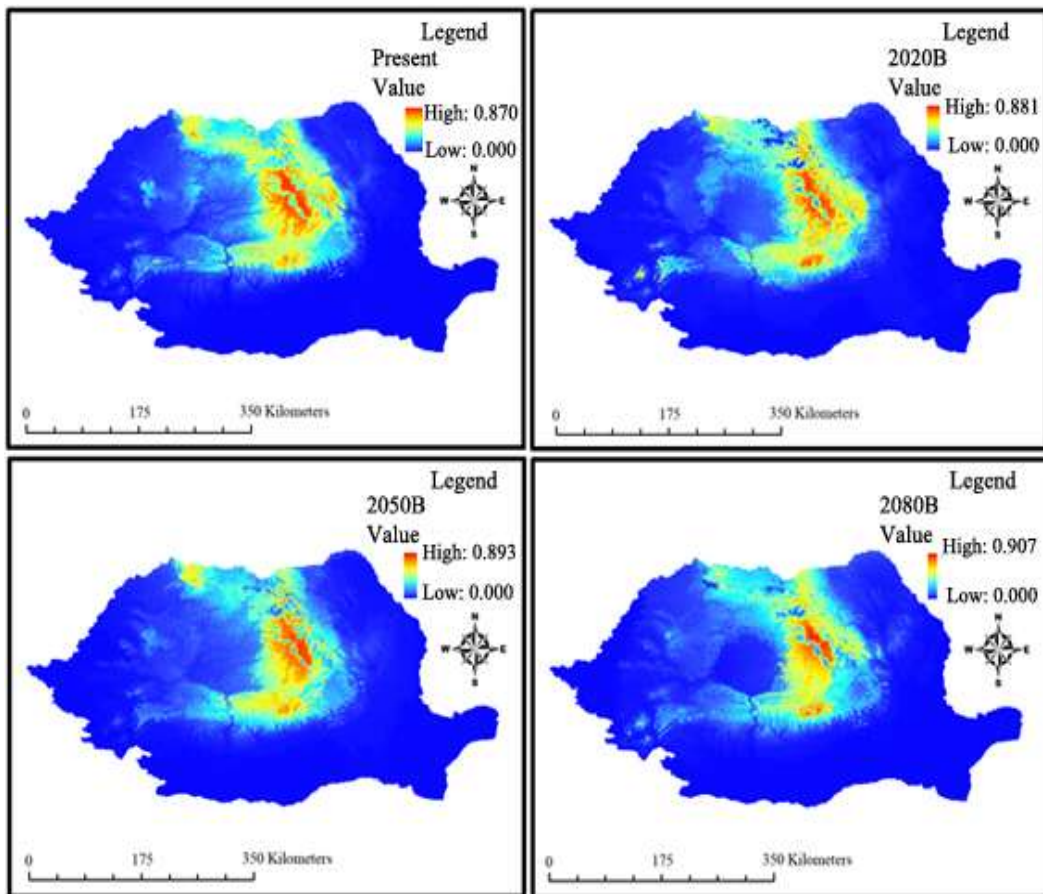 Legend
Present
Value
High: 0.870
Low: 0.000
N
W E
S
0 175 350 Kilometers
Legend
2020B
Value
High: 0.881
Low: 0.000
N
W E
S
0 175 350 Kilometers
Legend
2050B
Value
High: 0.893
Low: 0.000
N
W E
S
0 175 350 Kilometers
Legend
2080B
Value
High: 0.907
Low: 0.000
N
W E
S
0 175 350 Kilometers